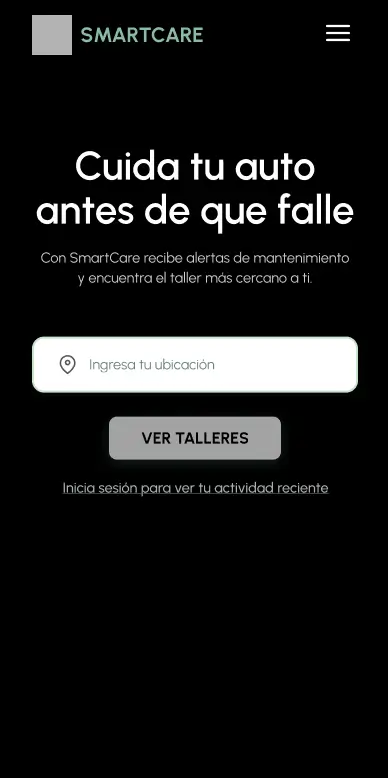 SMARTCARE
Cuida tu auto
antes de que falle
Con SmartCare recibe alertas de mantenimiento
y encuentra el taller más cercano a ti.
Ingresa tu ubicación
VER TALLERES
Inicia sesión para ver tu actividad reciente